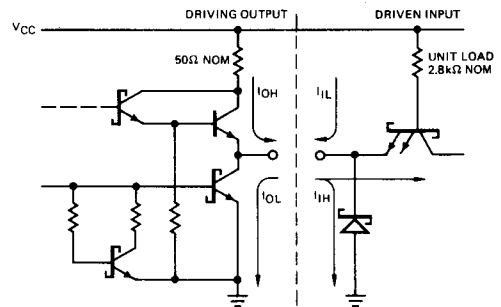 DRIVING OUTPUT
DRIVEN INPUT
VCC
50Ω NOM
UNIT LOAD
2.8kΩ NOM
IOH
IIL
IOL
IIH